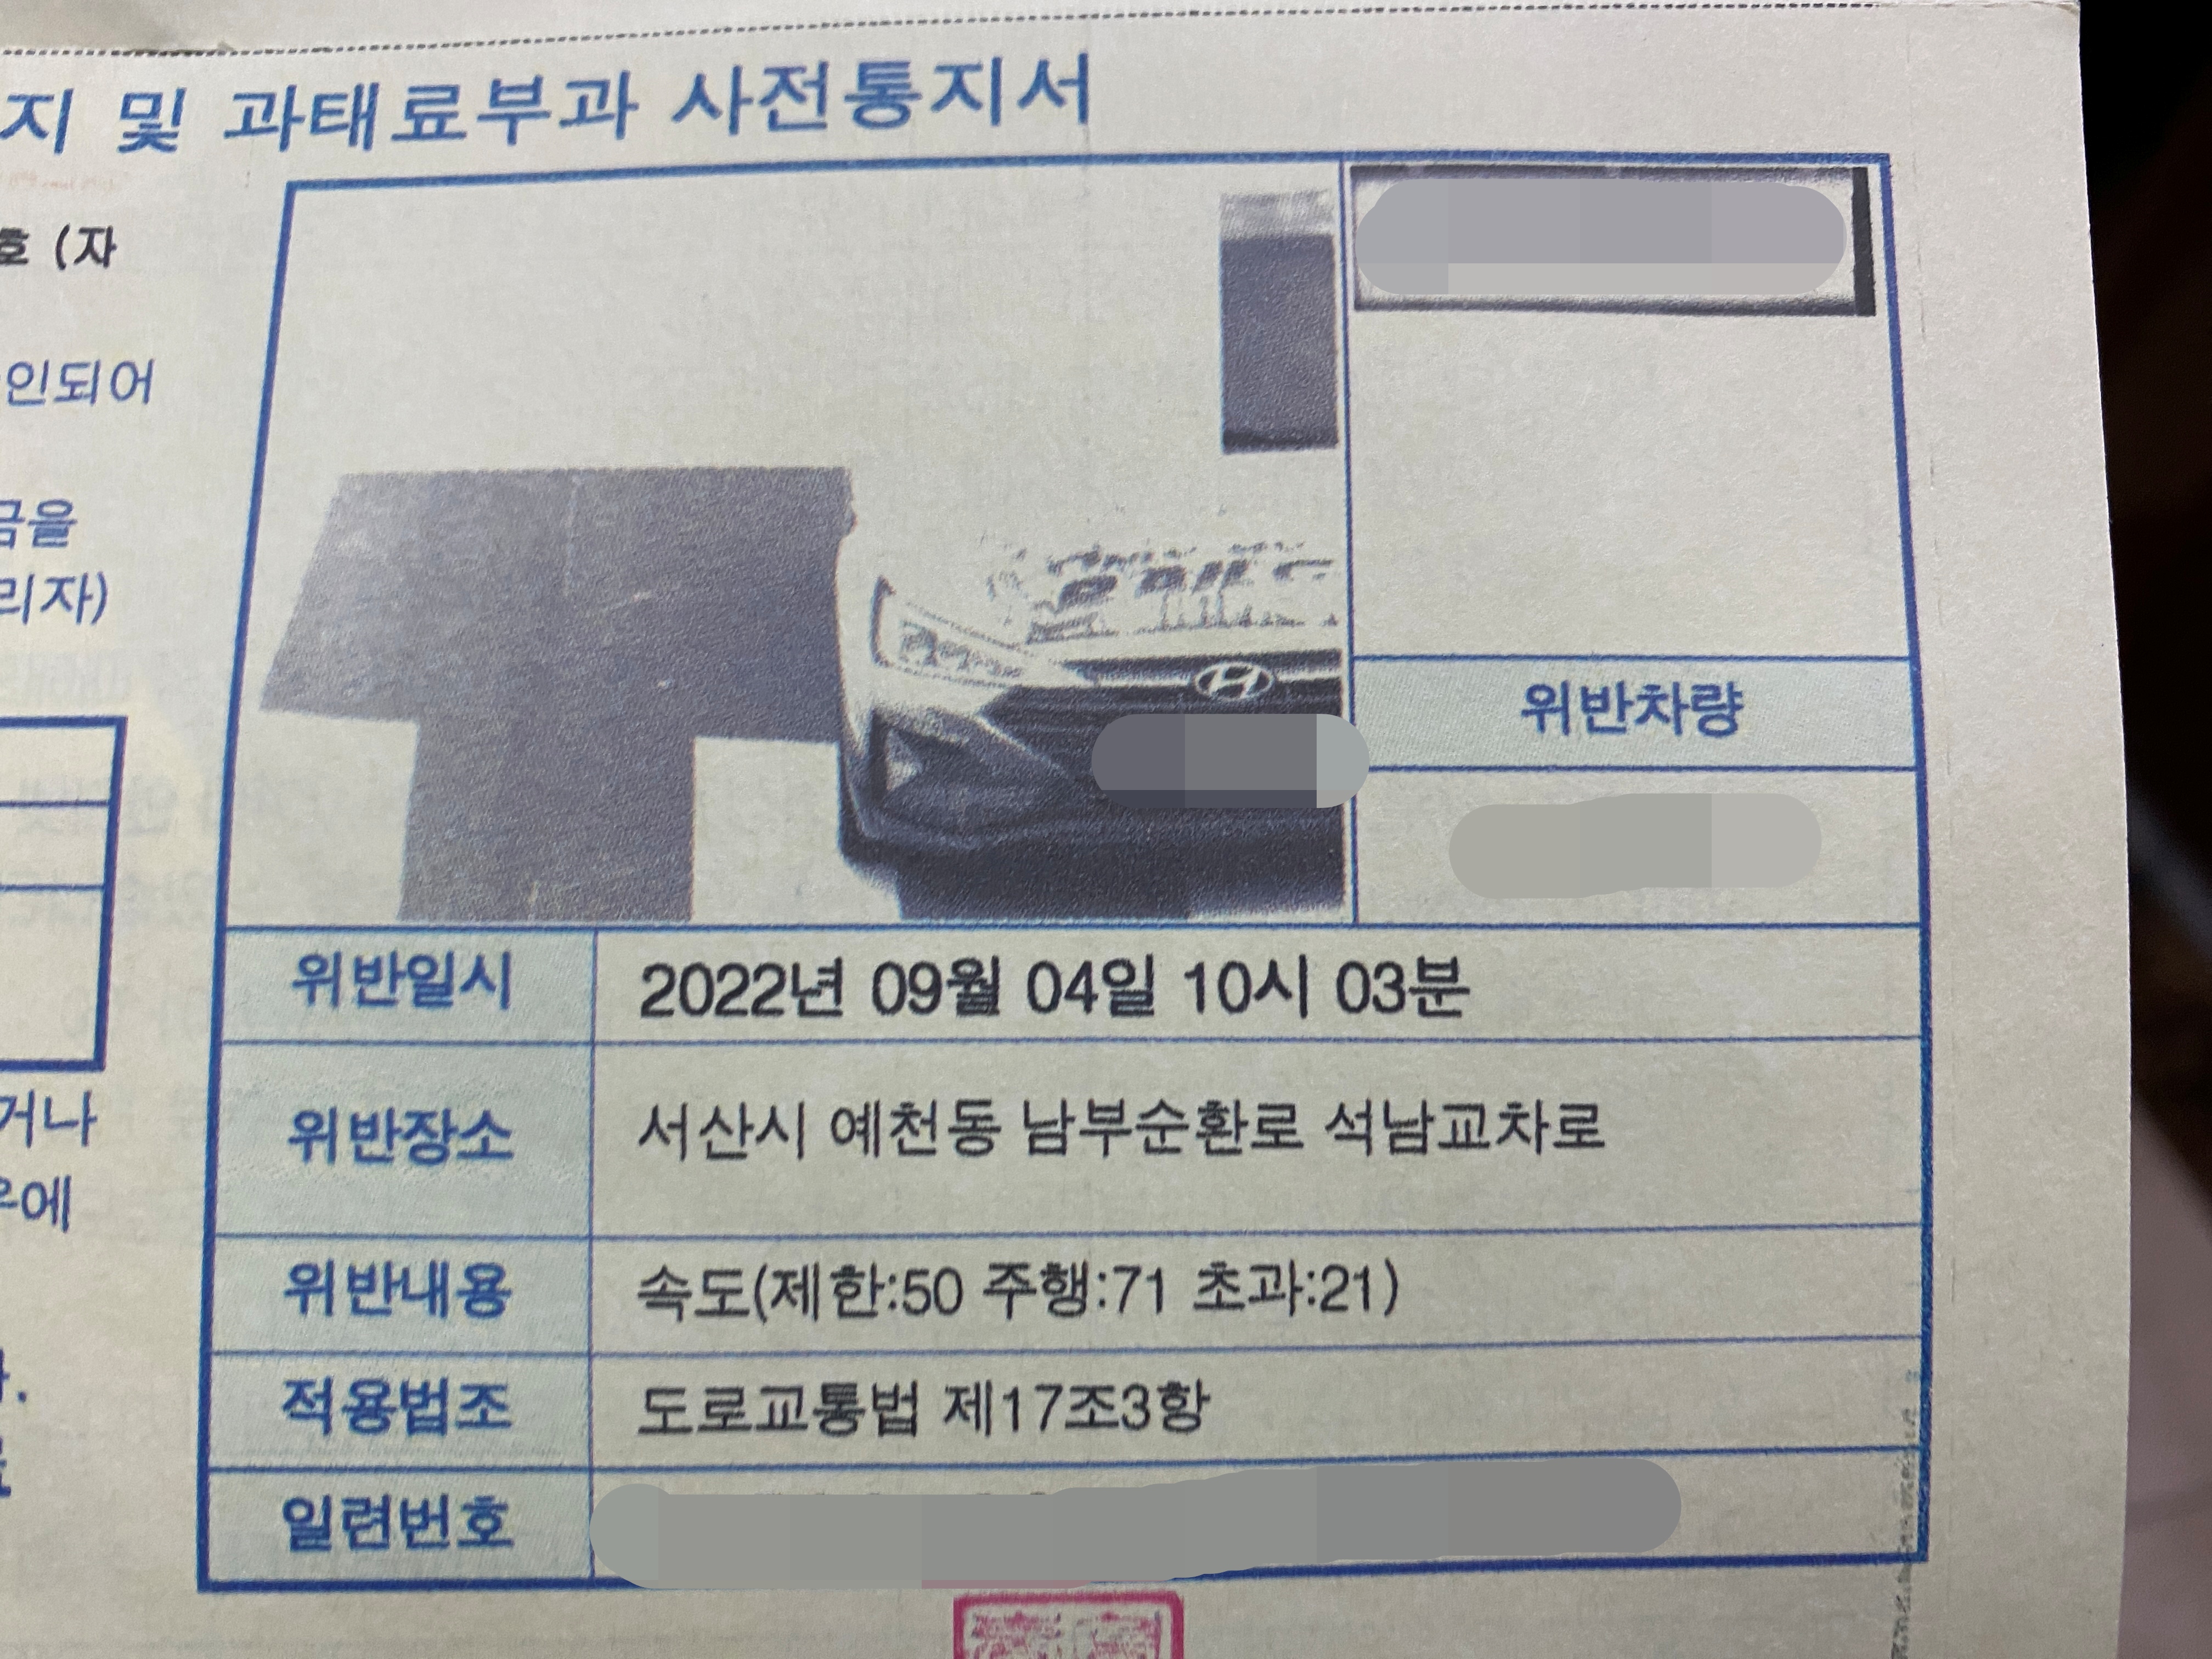 지 및 과태료부과 사전통지서
호 (자
인되어
금을
리자)
거나
에
위반차량
위반일시 2022년 09월 04일 10시 03분
위반장소 서산시 예천동 남부순환로 석남교차로
위반내용 속도(제한:50 주행:71 초과:21)
적용법조 도로교통법 제17조3항
일련번호